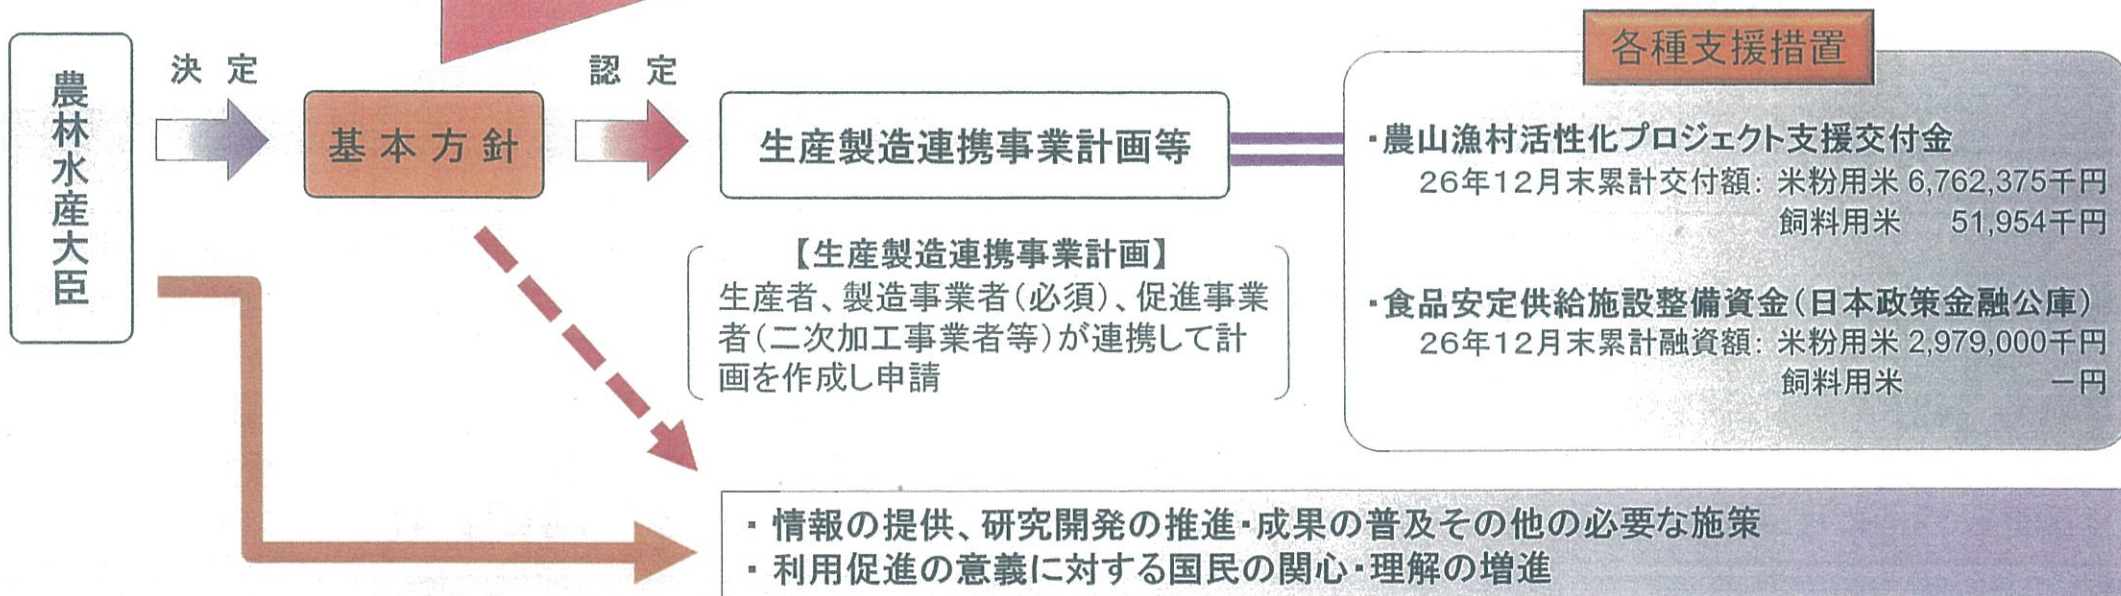 農林水産大臣
決定
基本方針
認定
生産製造連携事業計画等
【生産製造連携事業計画】
生産者、製造事業者(必須)、促進事業
者(二次加工事業者等)が連携して計
画を作成し申請
各種支援措置
・農山漁村活性化プロジェクト支援交付金
26年12月末累計交付額: 米粉用米 6,762,375千円
飼料用米 51,954千円
・食品安定供給施設整備資金(日本政策金融公庫)
26年12月末累計融資額: 米粉用米 2,979,000千円
飼料用米 －円
・ 情報の提供、研究開発の推進・成果の普及その他の必要な施策
・ 利用促進の意義に対する国民の関心・理解の増進